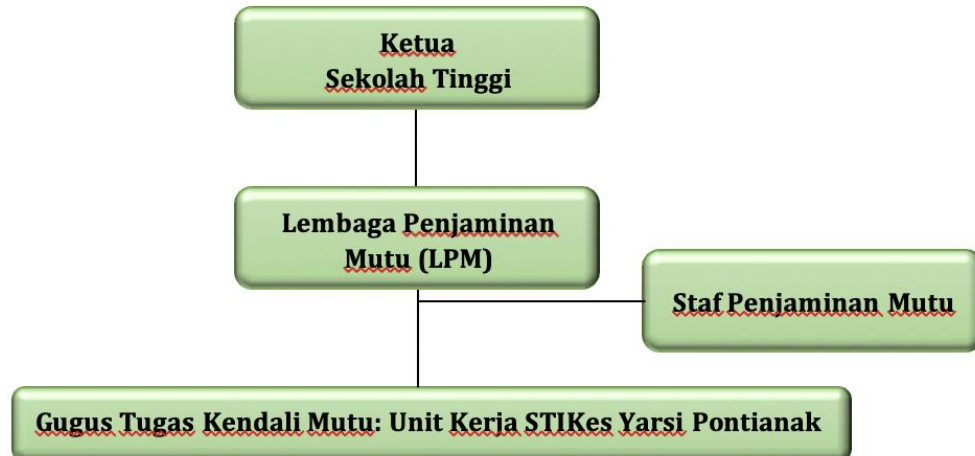 Ketua
Sekolah Tinggi
Lembaga Penjaminan
Mutu (LPM)
Staf Penjaminan Mutu
Gugus Tugas Kendali Mutu: Unit Kerja STIKes Yarsi Pontianak